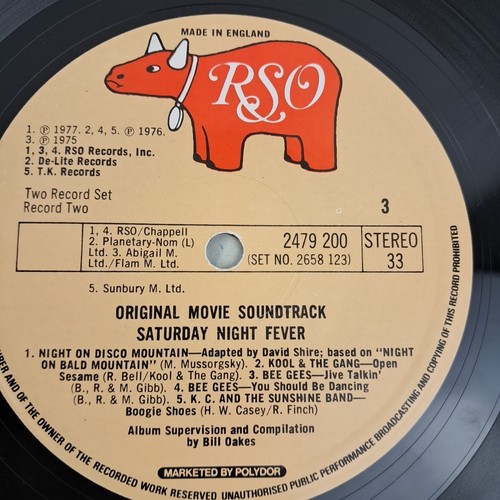 MADE IN ENGLAND
RSO
1. ℗ 1977. 2, 4, 5. ℗ 1976.
3. ℗ 1975
1, 3, 4. RSO Records, Inc.
2. De-Lite Records
5. T.K. Records
Two Record Set
Record Two
3
1, 4. RSO/Chappell
2. Planetary-Nom (L)
Ltd. 3. Abigail M.
Ltd./Flam M. Ltd.
2479 200
(SET NO. 2658 123)
STEREO
33
5. Sunbury M. Ltd.
ORIGINAL MOVIE SOUNDTRACK
SATURDAY NIGHT FEVER
1. NIGHT ON DISCO MOUNTAIN—Adapted by David Shire; based on "NIGHT
ON BALD MOUNTAIN" (M. Mussorgsky). 2. KOOL & THE GANG—Open
Sesame (R. Bell/Kool & The Gang). 3. BEE GEES—Jive Talkin'
(B., R. & M. Gibb). 4. BEE GEES—You Should Be Dancing
(B., R. & M. Gibb). 5. K. C. AND THE SUNSHINE BAND—
Boogie Shoes (H. W. Casey/R. Finch)
Album Supervision and Compilation
by Bill Oakes
MARKETED BY POLYDOR
AND OF THE OWNER OF THE RECORDED WORK RESERVED UNAUTHORISED PUBLIC PERFORMANCE BROADCASTING AND COPYING OF THIS RECORD PROHIBITED